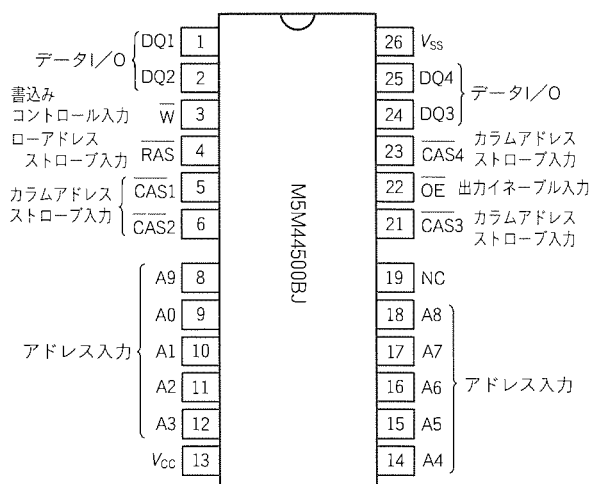 データI/O
DQ1 1
DQ2 2
書込み
コントロール入力
W 3
ローアドレス
ストローブ入力
RAS 4
カラムアドレス
ストローブ入力
CAS1 5
CAS2 6
アドレス入力
A9 8
A0 9
A1 10
A2 11
A3 12
VCC 13
M5M44500BJ
26 VSS
25 DQ4
24 DQ3
データI/O
23 CAS4
カラムアドレス
ストローブ入力
22 OE 出力イネーブル入力
21 CAS3
カラムアドレス
ストローブ入力
19 NC
18 A8
17 A7
16 A6
15 A5
14 A4
アドレス入力